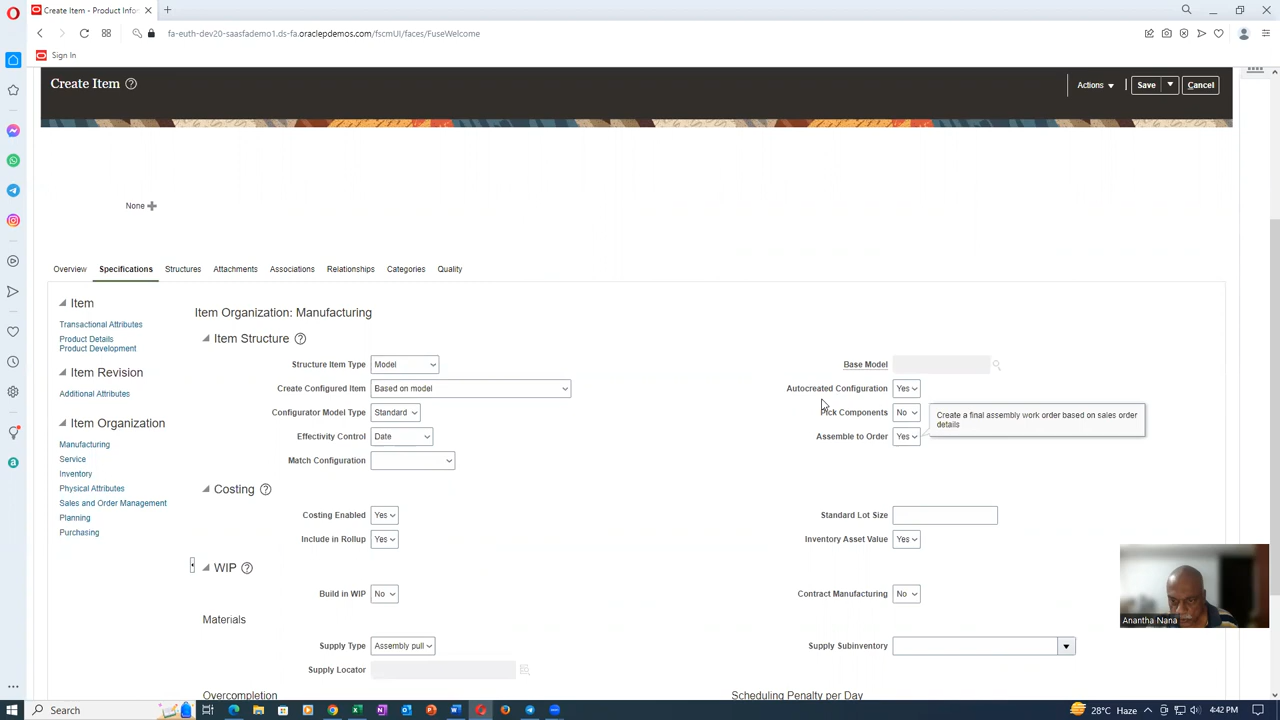 Create Item - Product Infor
fa-euth-dev20-saasfademo1.ds-fa.oraclepdemos.com/fscmUI/faces/FuseWelcome
Sign In
Create Item
Actions
Save
Cancel
None
Overview
Specifications
Structures
Attachments
Associations
Relationships
Categories
Quality
Item
Transactional Attributes
Product Details
Product Development
Item Revision
Additional Attributes
Item Organization
Manufacturing
Service
Inventory
Physical Attributes
Sales and Order Management
Planning
Purchasing
Item Organization: Manufacturing
Item Structure
Structure Item Type Model
Base Model
Create Configured Item Based on model
Autocreated Configuration Yes
Configurator Model Type Standard
Pick Components No
Effectivity Control Date
Assemble to Order Yes
Create a final assembly work order based on sales order
details
Match Configuration
Costing
Costing Enabled Yes
Standard Lot Size
Include in Rollup Yes
Inventory Asset Value Yes
WIP
Build in WIP No
Contract Manufacturing No
Materials
Supply Type Assembly pull
Supply Subinventory
Supply Locator
Overcompletion
Scheduling Penalty per Day
Anantha Nana
Search
28°C Haze
4:42 PM